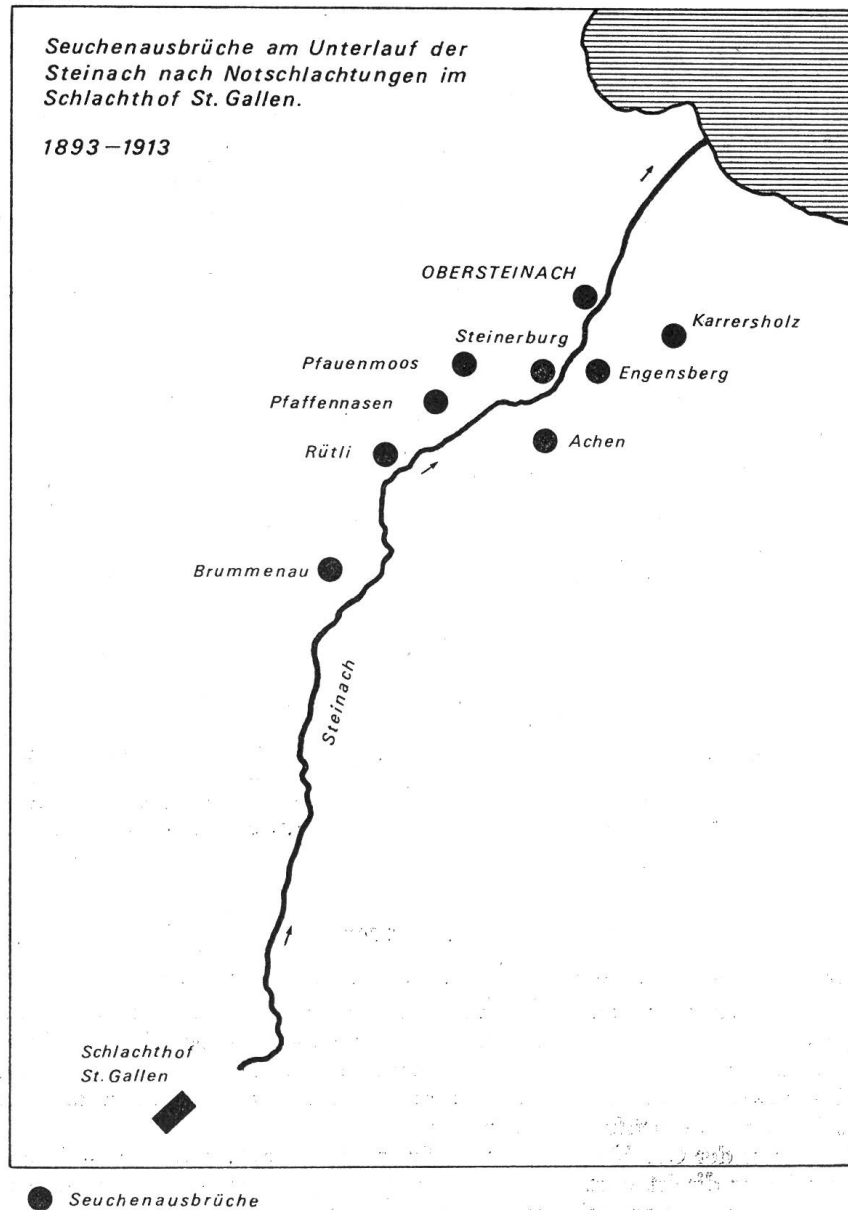 Seuchenausbrüche am Unterlauf der
Steinach nach Notschlachtungen im
Schlachthof St. Gallen.
1893–1913
OBERSTEINACH
Karrersholz
Steinerburg
Pfauenmoos
Engensberg
Pfaffennasen
Achen
Rütli
Brummenau
Steinach
Schlachthof
St. Gallen
Seuchenausbrüche